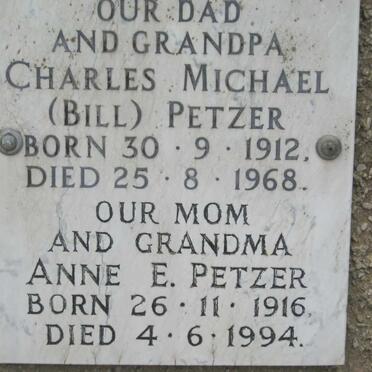 OUR DAD
AND GRANDPA
CHARLES MICHAEL
(BILL) PETZER
BORN 30 · 9 · 1912.
DIED 25 · 8 · 1968.
OUR MOM
AND GRANDMA
ANNE E. PETZER
BORN 26 · 11 · 1916.
DIED 4 · 6 · 1994.